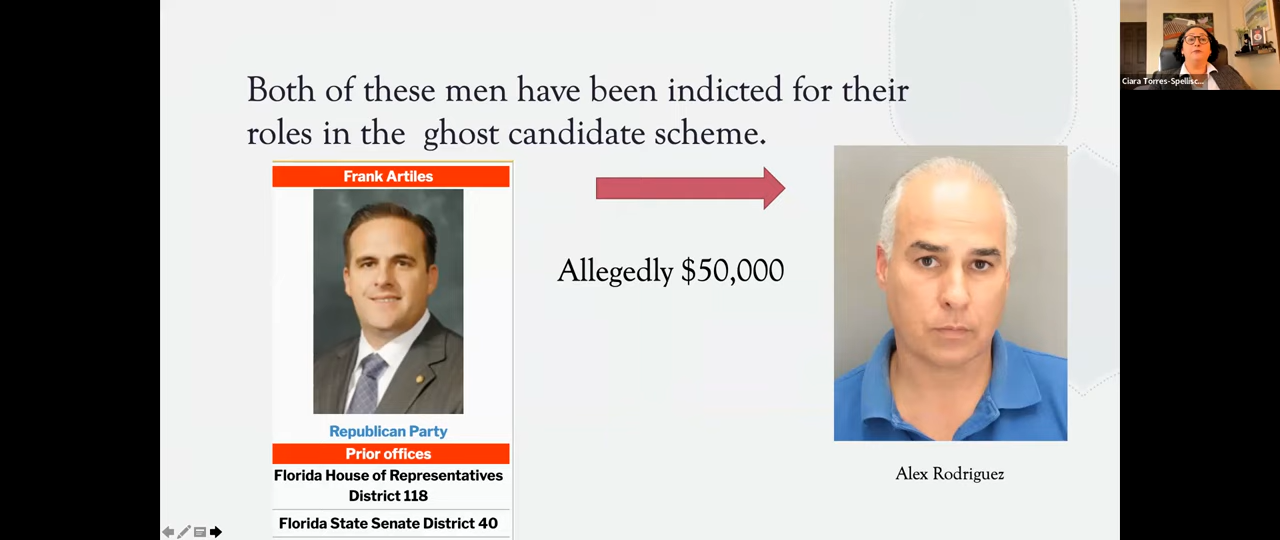 Both of these men have been indicted for their
roles in the ghost candidate scheme.
Frank Artiles
Republican Party
Prior offices
Florida House of Representatives
District 118
Florida State Senate District 40
Allegedly $50,000
Alex Rodriguez
Ciara Torres-Spellisc...